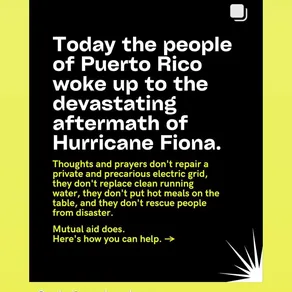 Today the people
of Puerto Rico
woke up to the
devastating
aftermath of
Hurricane Fiona.
Thoughts and prayers don't repair a
private and precarious electric grid,
they don't replace clean running
water, they don't put hot meals on the
table, and they don't rescue people
from disaster.
Mutual aid does.
Here's how you can help. →